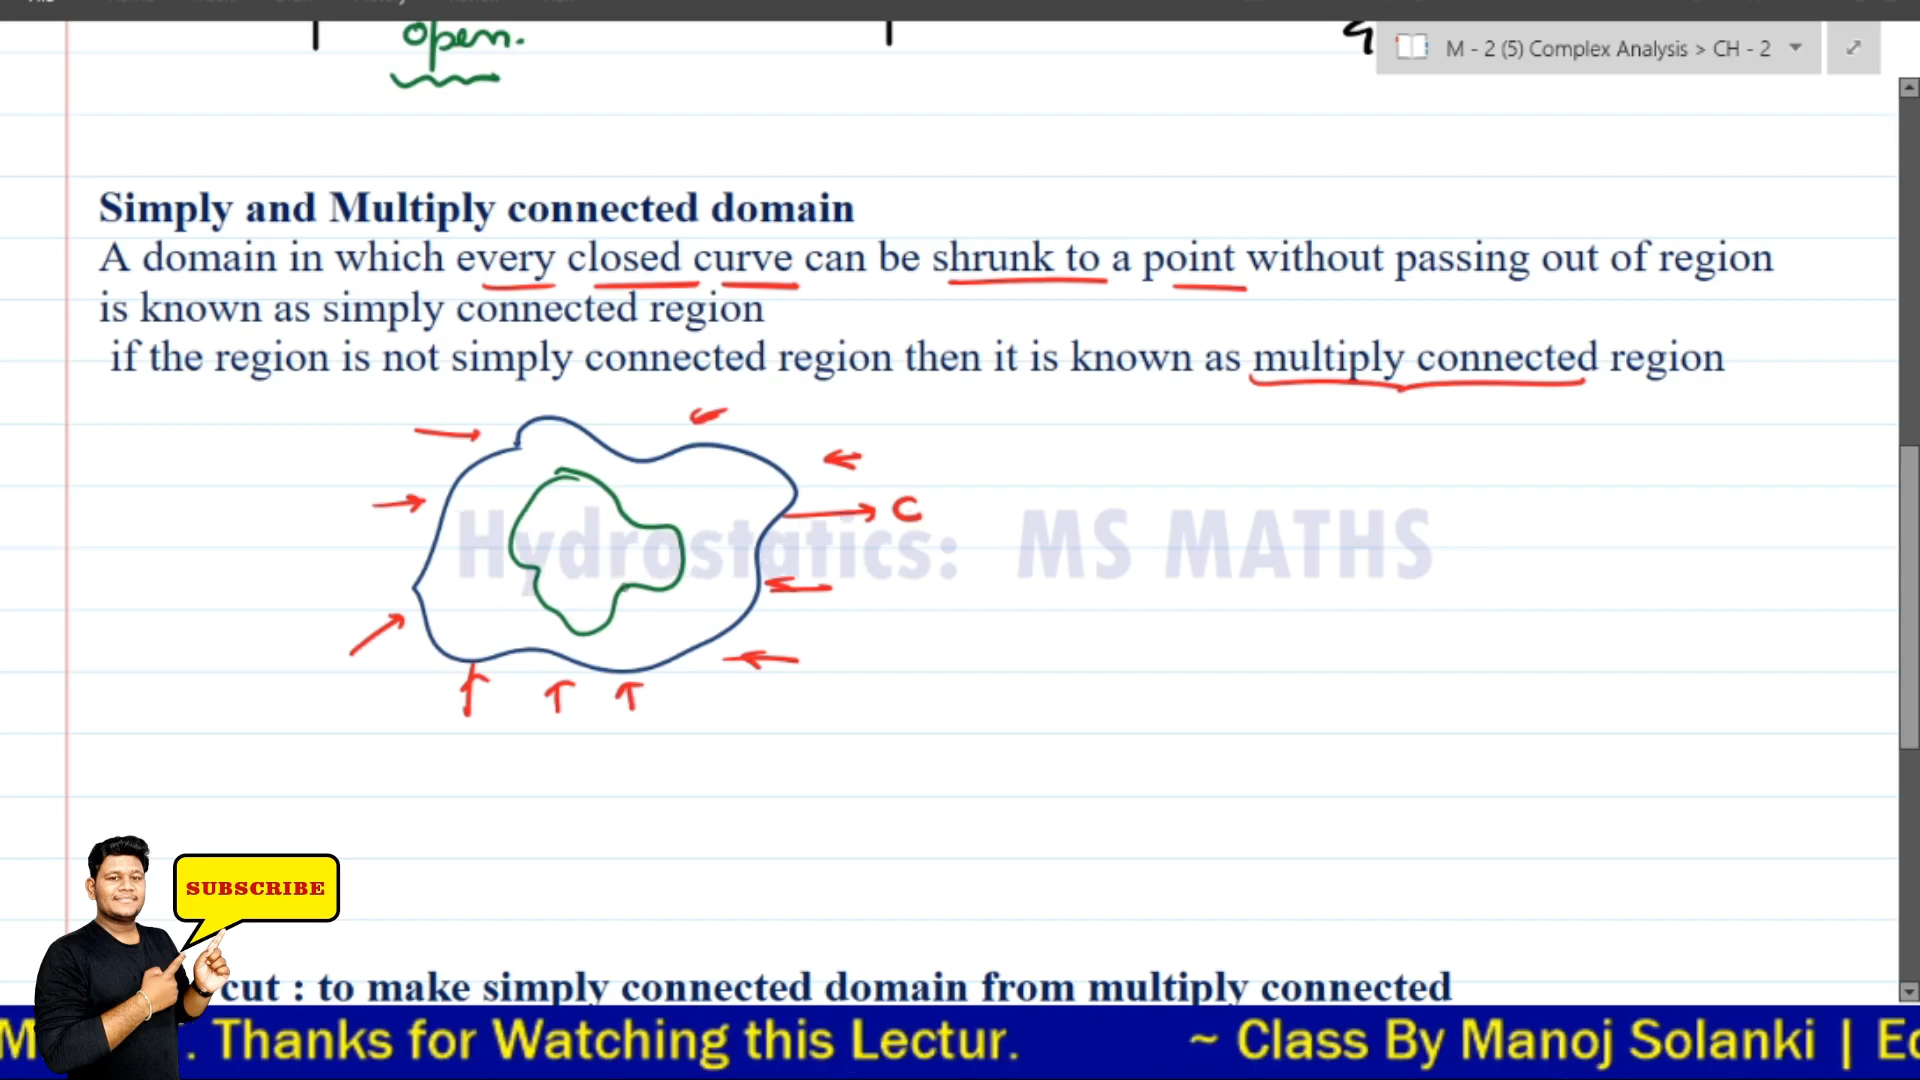 open.
M - 2 (5) Complex Analysis > CH - 2
Simply and Multiply connected domain
A domain in which every closed curve can be shrunk to a point without passing out of region
is known as simply connected region
if the region is not simply connected region then it is known as multiply connected region
C
Hydrostatics: MS MATHS
SUBSCRIBE
cut : to make simply connected domain from multiply connected
. Thanks for Watching this Lectur. ~ Class By Manoj Solanki |